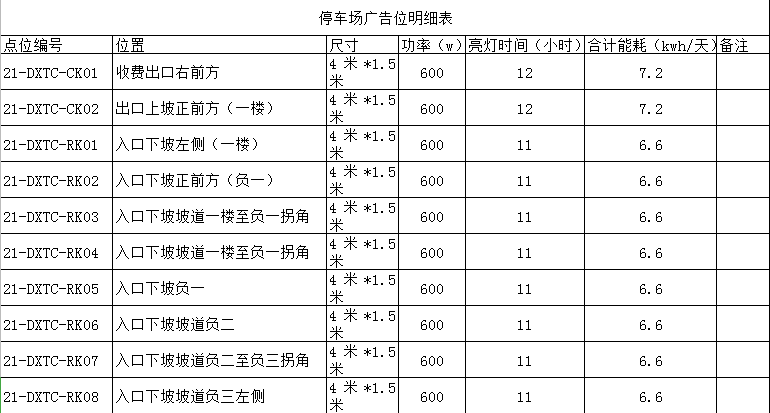 停车场广告位明细表
点位编号 位置 尺寸 功率（w） 亮灯时间（小时） 合计能耗（kwh/天） 备注
21-DXTC-CK01 收费出口右前方 4 米*1.5米 600 12 7.2
21-DXTC-CK02 出口上坡正前方（一楼） 4 米*1.5米 600 12 7.2
21-DXTC-RK01 入口下坡左侧（一楼） 4 米*1.5米 600 11 6.6
21-DXTC-RK02 入口下坡正前方（负一） 4 米*1.5米 600 11 6.6
21-DXTC-RK03 入口下坡坡道一楼至负一拐角 4 米*1.5米 600 11 6.6
21-DXTC-RK04 入口下坡坡道一楼至负一拐角 4 米*1.5米 600 11 6.6
21-DXTC-RK05 入口下坡负一 4 米*1.5米 600 11 6.6
21-DXTC-RK06 入口下坡坡道负二 4 米*1.5米 600 11 6.6
21-DXTC-RK07 入口下坡坡道负二至负三拐角 4 米*1.5米 600 11 6.6
21-DXTC-RK08 入口下坡坡道负三左侧 4 米*1.5米 600 11 6.6